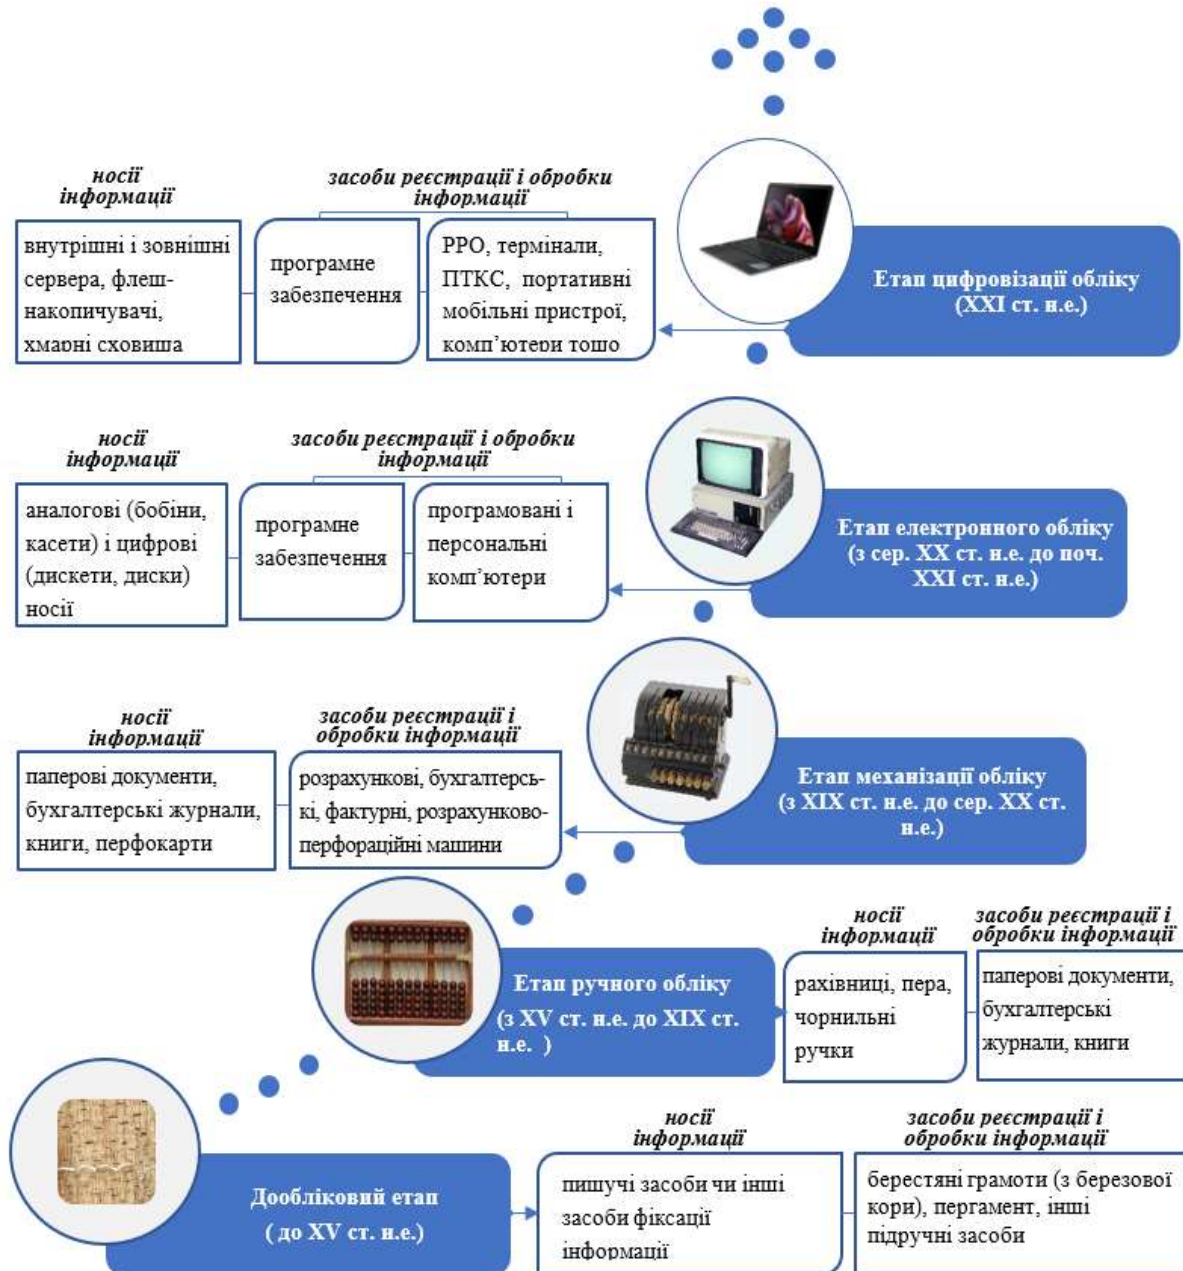 носії
інформації
засоби реєстрації і обробки
інформації
внутрішні і зовнішні
сервера, флеш-
накопичувачі,
хмарні сховища
програмне
забезпечення
РРО, термінали,
ПТКС, портативні
мобільні пристрої,
комп’ютери тощо
Етап цифровізації обліку
(XXI ст. н.е.)
носії
інформації
засоби реєстрації і обробки
інформації
аналогові (бобіни,
касети) і цифрові
(дискети, диски)
носії
програмне
забезпечення
програмовані і
персональні
комп’ютери
Етап електронного обліку
(з сер. XX ст. н.е. до поч.
XXI ст. н.е.)
носії
інформації
засоби реєстрації і
обробки інформації
паперові документи,
бухгалтерські журнали,
книги, перфокарти
розрахункові, бухгалтерсь-
кі, фактурні, розрахунково-
перфораційні машини
Етап механізації обліку
(з XIX ст. н.е. до сер. XX ст.
н.е.)
Етап ручного обліку
(з XV ст. н.е. до XIX ст.
н.е. )
носії
інформації
засоби реєстрації і
обробки інформації
рахівниці, пера,
чорнильні
ручки
паперові документи,
бухгалтерські
журнали, книги
Дообліковий етап
( до XV ст. н.е.)
носії
інформації
засоби реєстрації і
обробки інформації
пишучі засоби чи інші
засоби фіксації
інформації
берестяні грамоти (з березової
кори), пергамент, інші
підручні засоби